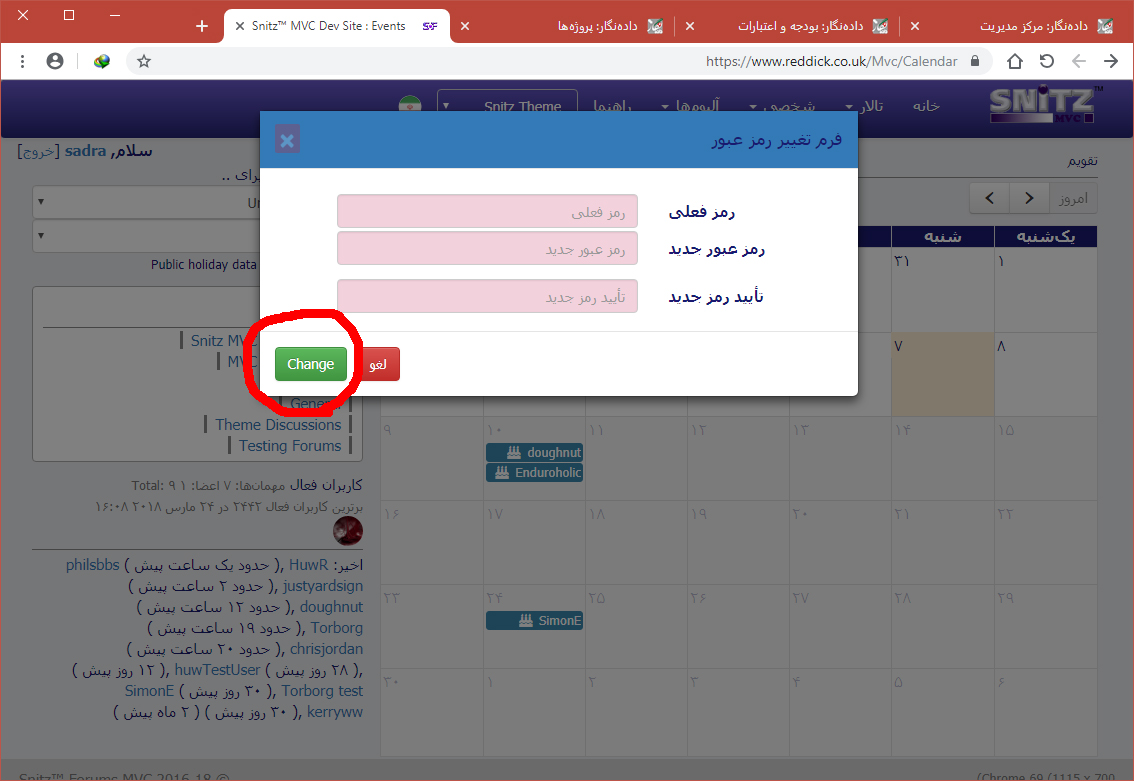 داده‌نگار: مرکز مدیریت
داده‌نگار: بودجه و اعتبارات
داده‌نگار: پروژه‌ها
Snitz™ MVC Dev Site : Events
https://www.reddick.co.uk/Mvc/Calendar
SNiTZ™
MVC
خانه
تالار
شخصی
آلبوم‌ها
راهنما
Snitz Theme
فرم تغییر رمز عبور
رمز فعلی
رمز فعلی
رمز عبور جدید
رمز عبور جدید
تأیید رمز جدید
تأیید رمز جدید
لغو
Change
تقویم
امروز
یک‌شنبه
شنبه
۱
۳۱
۸
۷
۱۵
۱۴
۱۳
۱۲
۱۱
۱۰
۹
doughnut
Enduroholic
۲۲
۲۱
۲۰
۱۹
۱۸
۱۷
۱۶
۲۹
۲۸
۲۷
۲۶
۲۵
۲۴
۲۳
SimonE
۶
۵
۴
۳
۲
۱
۳۰
سلام, sadra [خروج]
برای ..
Public holiday data
Snitz MVC
MVC
General
Theme Discussions
Testing Forums
کاربران فعال مهمان‌ها: ۷ اعضا: ۱ Total: ۹
برترین کاربران فعال ۲۴۴۲ در ۲۴ مارس ۲۰۱۸ ۱۶:۰۸
اخیر: HuwR ,( حدود یک ساعت پیش ) philsbbs
justyardsign ,( حدود ۲ ساعت پیش )
doughnut ,( حدود ۱۲ ساعت پیش )
Torborg ,( حدود ۱۹ ساعت پیش )
chrisjordan ,( حدود ۲۰ ساعت پیش )
,( ۲۸ روز پیش ) huwTestUser ,( ۱۲ روز پیش )
Torborg test ,( ۳۰ روز پیش ) SimonE
kerryww ,( ۳۰ روز پیش ) ( ۲ ماه پیش )
Snitz™ Forums MVC 2016-18 ©
(Chrome 69 (1115 x 700